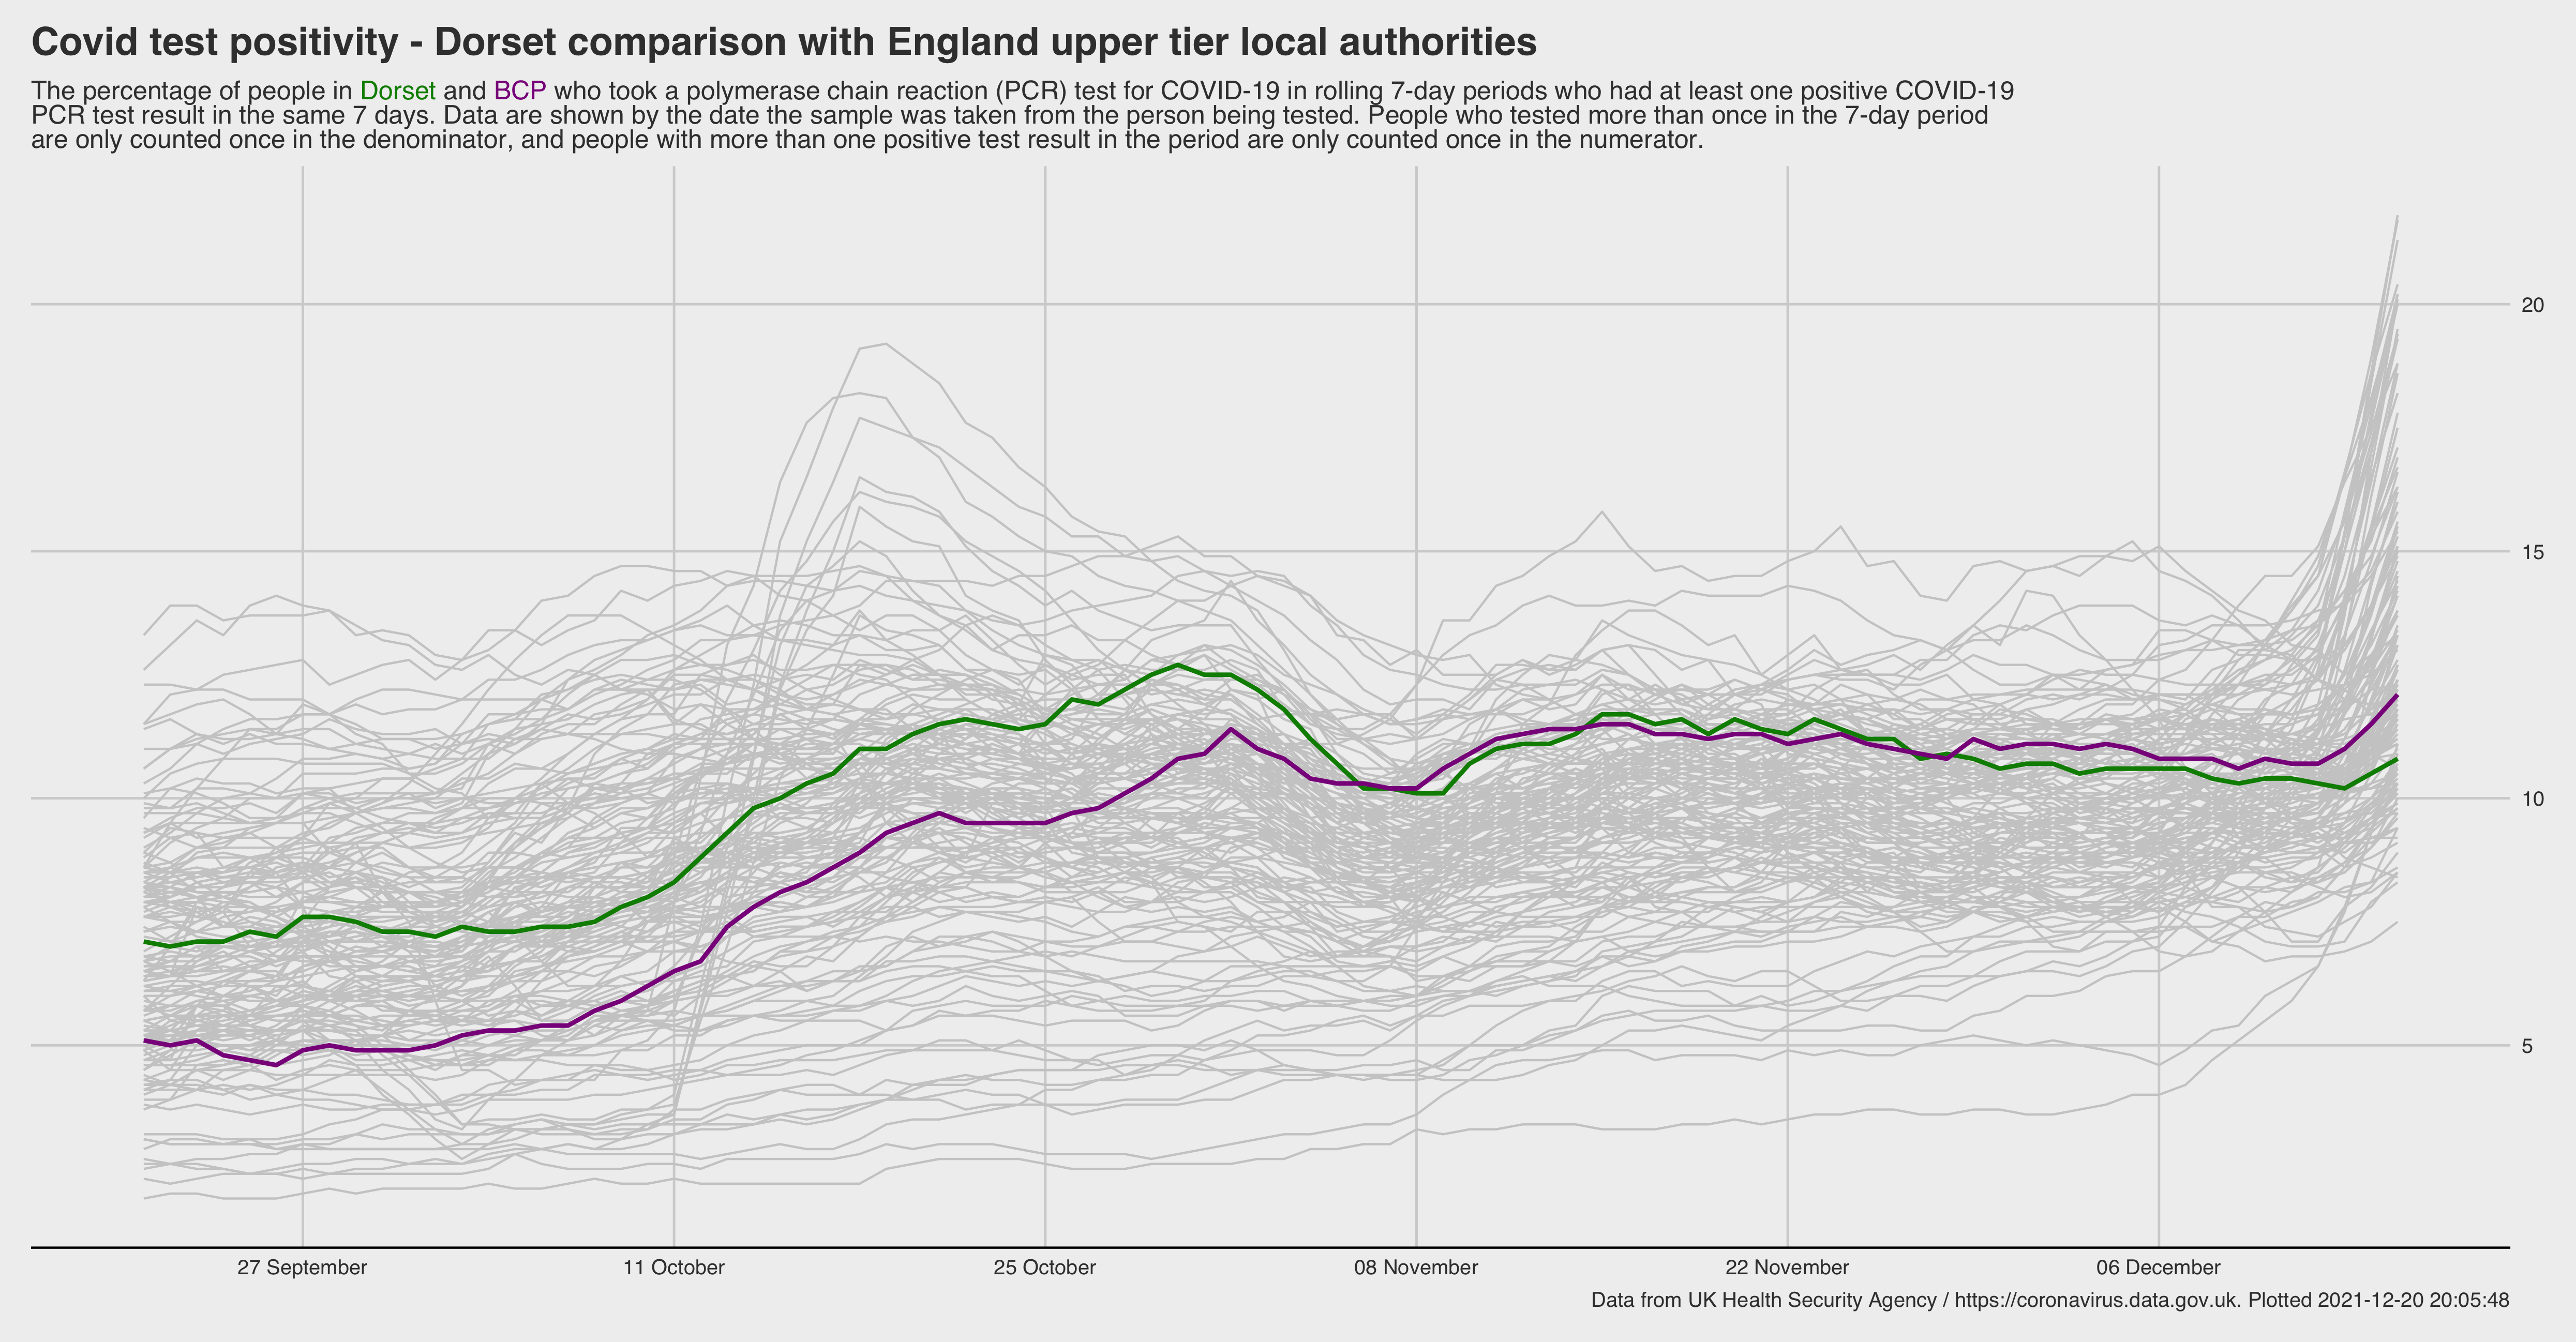 Covid test positivity - Dorset comparison with England upper tier local authorities
The percentage of people in Dorset and BCP who took a polymerase chain reaction (PCR) test for COVID-19 in rolling 7-day periods who had at least one positive COVID-19
PCR test result in the same 7 days. Data are shown by the date the sample was taken from the person being tested. People who tested more than once in the 7-day period
are only counted once in the denominator, and people with more than one positive test result in the period are only counted once in the numerator.
20
15
10
5
27 September
11 October
25 October
08 November
22 November
06 December
Data from UK Health Security Agency / https://coronavirus.data.gov.uk. Plotted 2021-12-20 20:05:48